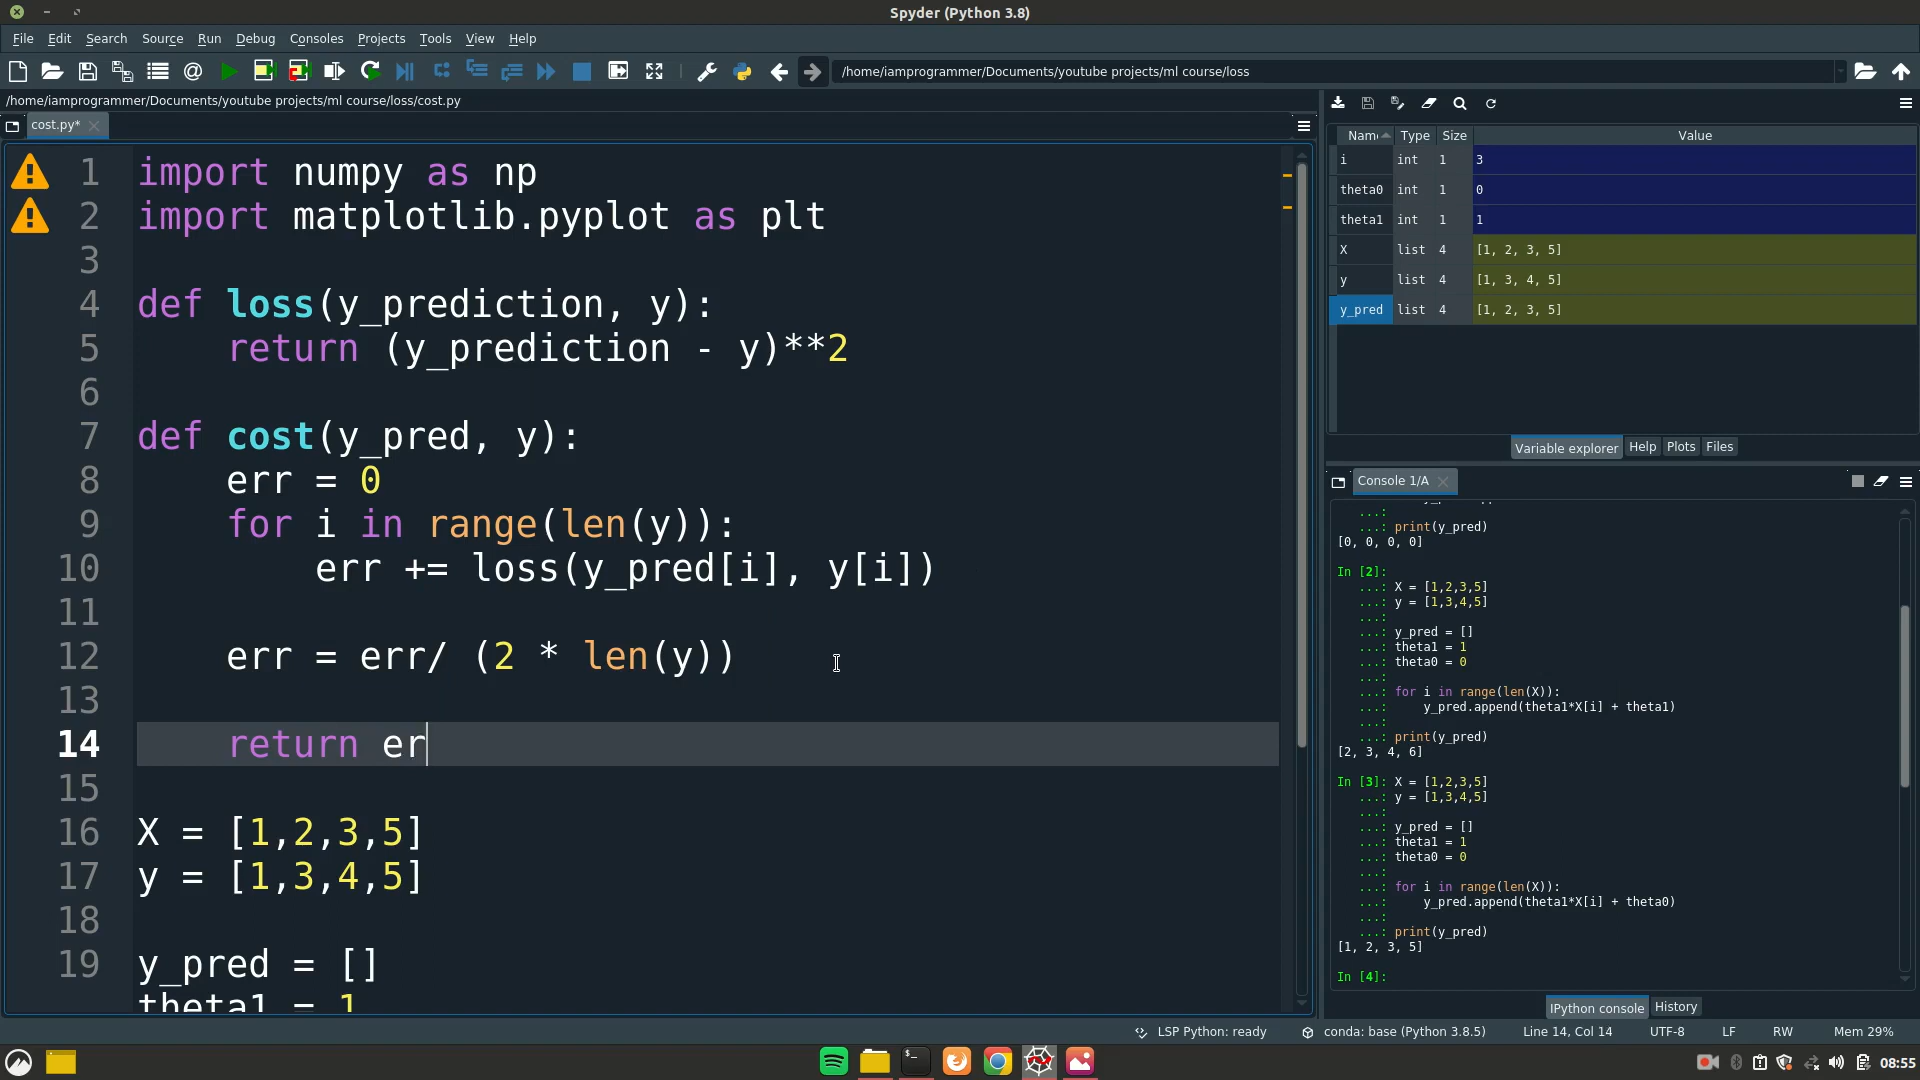 Spyder (Python 3.8)
File Edit Search Source Run Debug Consoles Projects Tools View Help
/home/iamprogrammer/Documents/youtube projects/ml course/loss
/home/iamprogrammer/Documents/youtube projects/ml course/loss/cost.py
cost.py*
1 import numpy as np
2 import matplotlib.pyplot as plt
3
4 def loss(y_prediction, y):
5 return (y_prediction - y)**2
6
7 def cost(y_pred, y):
8 err = 0
9 for i in range(len(y)):
10 err += loss(y_pred[i], y[i])
11
12 err = err/ (2 * len(y))
13
14 return er
15
16 X = [1,2,3,5]
17 y = [1,3,4,5]
18
19 y_pred = []
theta1 = 1
Name Type Size Value
i int 1 3
theta0 int 1 0
theta1 int 1 1
X list 4 [1, 2, 3, 5]
y list 4 [1, 3, 4, 5]
y_pred list 4 [1, 2, 3, 5]
Variable explorer Help Plots Files
Console 1/A
...:
...: print(y_pred)
[0, 0, 0, 0]
In [2]:
...: X = [1,2,3,5]
...: y = [1,3,4,5]
...:
...: y_pred = []
...: theta1 = 1
...: theta0 = 0
...:
...: for i in range(len(X)):
...: y_pred.append(theta1*X[i] + theta1)
...:
...: print(y_pred)
[2, 3, 4, 6]
In [3]: X = [1,2,3,5]
...: y = [1,3,4,5]
...:
...: y_pred = []
...: theta1 = 1
...: theta0 = 0
...:
...: for i in range(len(X)):
...: y_pred.append(theta1*X[i] + theta0)
...:
...: print(y_pred)
[1, 2, 3, 5]
In [4]:
IPython console History
LSP Python: ready conda: base (Python 3.8.5) Line 14, Col 14 UTF-8 LF RW Mem 29%
08:55